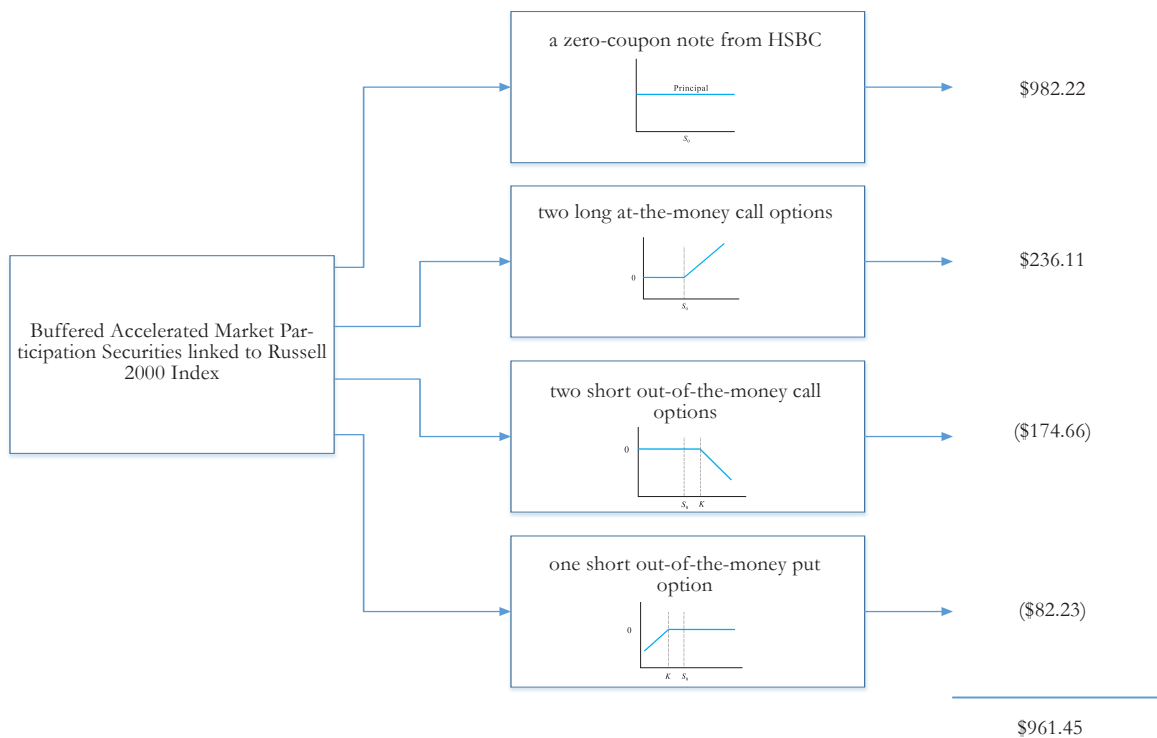 a zero-coupon note from HSBC
Principal
S₀
$982.22
two long at-the-money call options
0
S₀
$236.11
Buffered Accelerated Market Par-
ticipation Securities linked to Russell
2000 Index
two short out-of-the-money call
options
0
S₀ K
($174.66)
one short out-of-the-money put
option
0
K S₀
($82.23)
$961.45